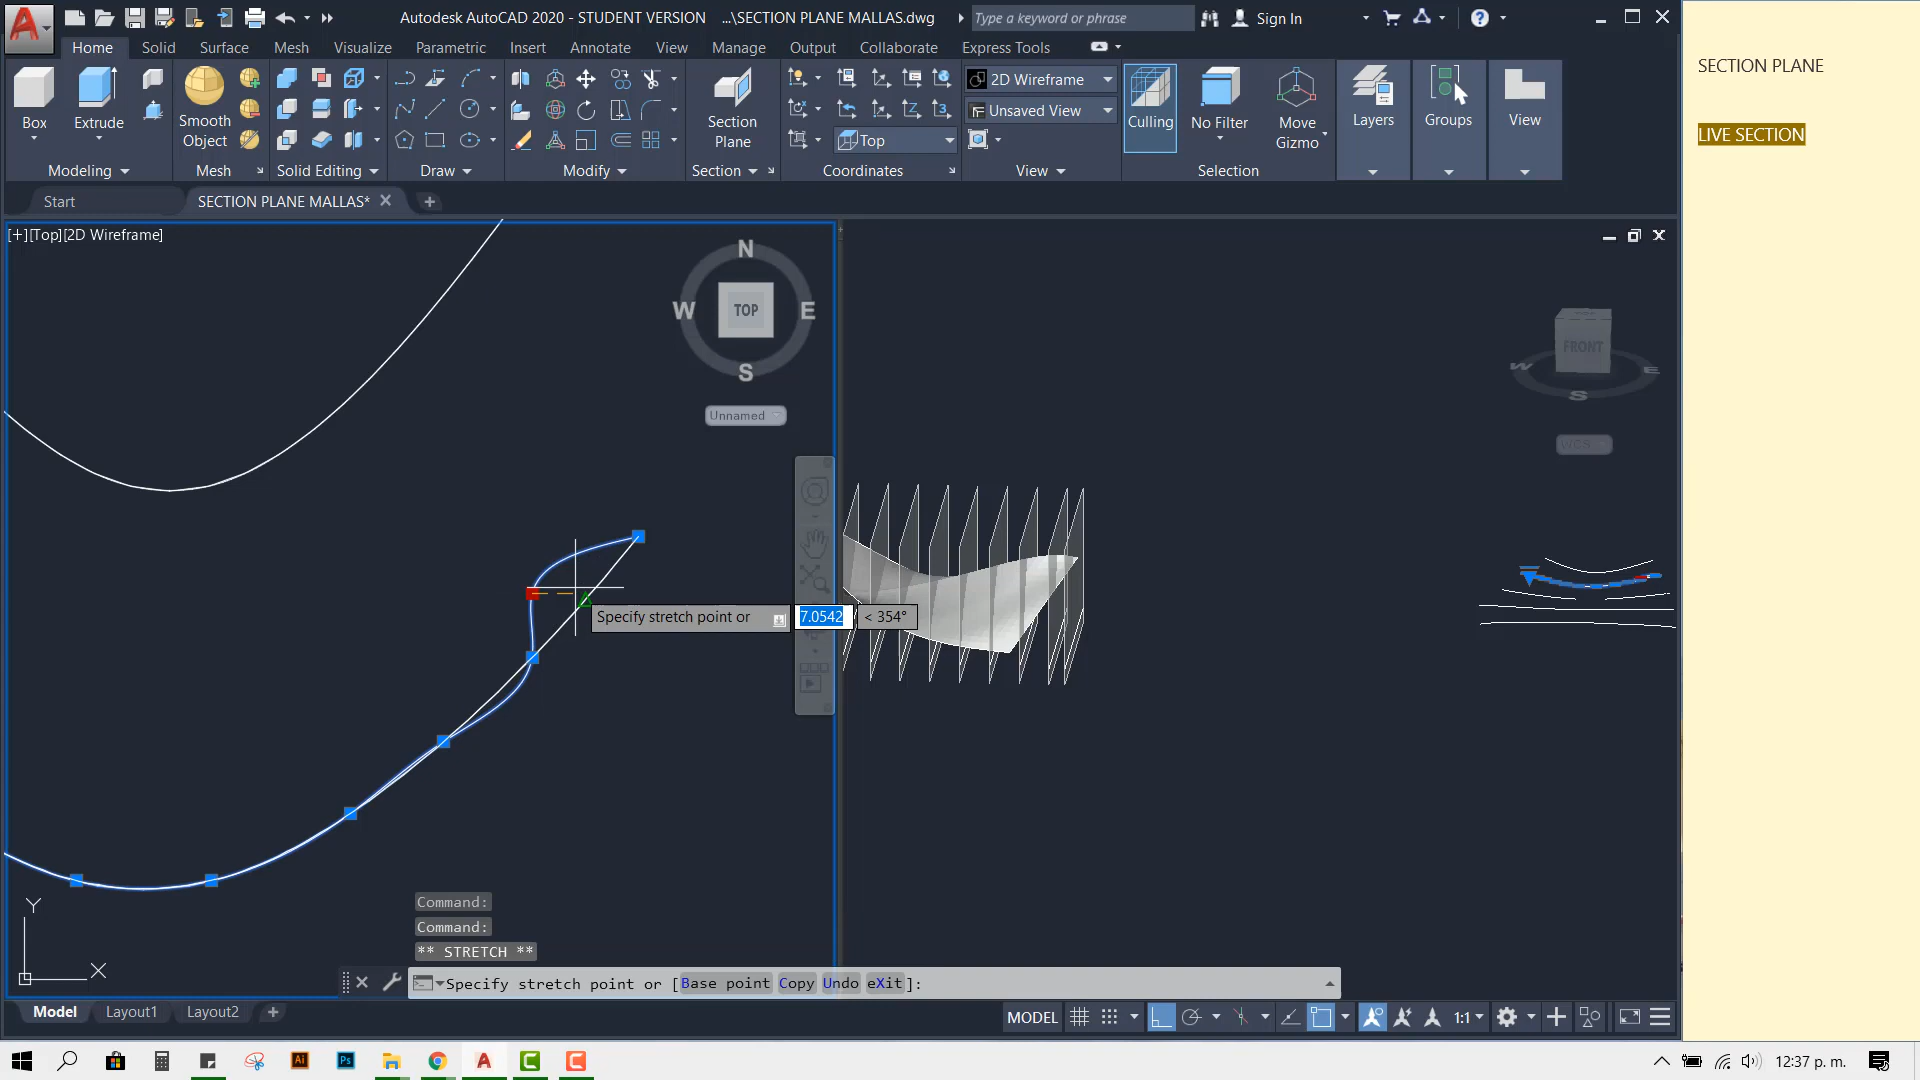 Autodesk AutoCAD 2020 - STUDENT VERSION ...\SECTION PLANE MALLAS.dwg
Type a keyword or phrase
Sign In
Home Solid Surface Mesh Visualize Parametric Insert Annotate View Manage Output Collaborate Express Tools
Box
Extrude
Smooth
Object
Section
Plane
Top
2D Wireframe
Unsaved View
Culling
No Filter
Move
Gizmo
Layers
Groups
View
Modeling
Mesh
Solid Editing
Draw
Modify
Section
Coordinates
View
Selection
Start
SECTION PLANE MALLAS*
[+][Top][2D Wireframe]
N
W
TOP
E
S
Unnamed
FRONT
W
E
S
WCS
Specify stretch point or
7.0542
< 354°
Y
X
Command:
Command:
** STRETCH **
Specify stretch point or [Base point Copy Undo eXit]:
Model
Layout1
Layout2
MODEL
1:1
Ai
Ps
12:37 p. m.
SECTION PLANE
LIVE SECTION